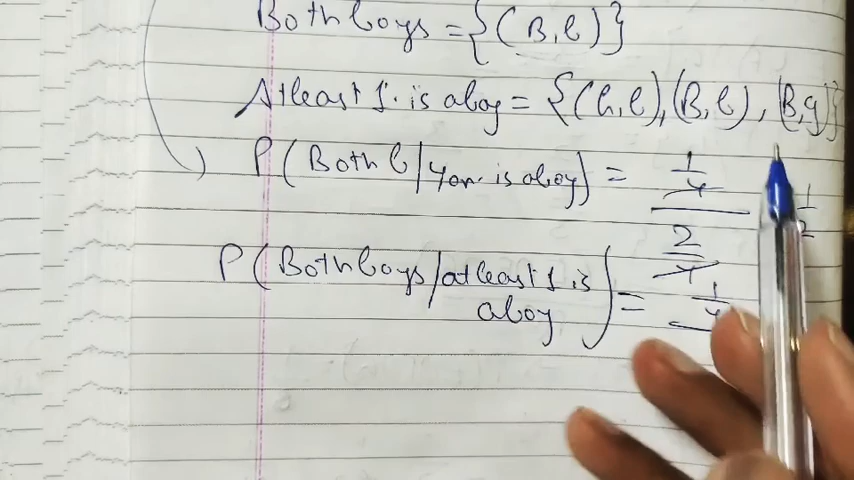 Both boys = {(B, b)}
Atleast 1. is a boy = {(G, b), (B, b), (B, g)}
P(Both b/Yon. is a boy) = 1/4 / 2/4 1/2
P(Both boys/atleast 1 is
a boy) = 1/4